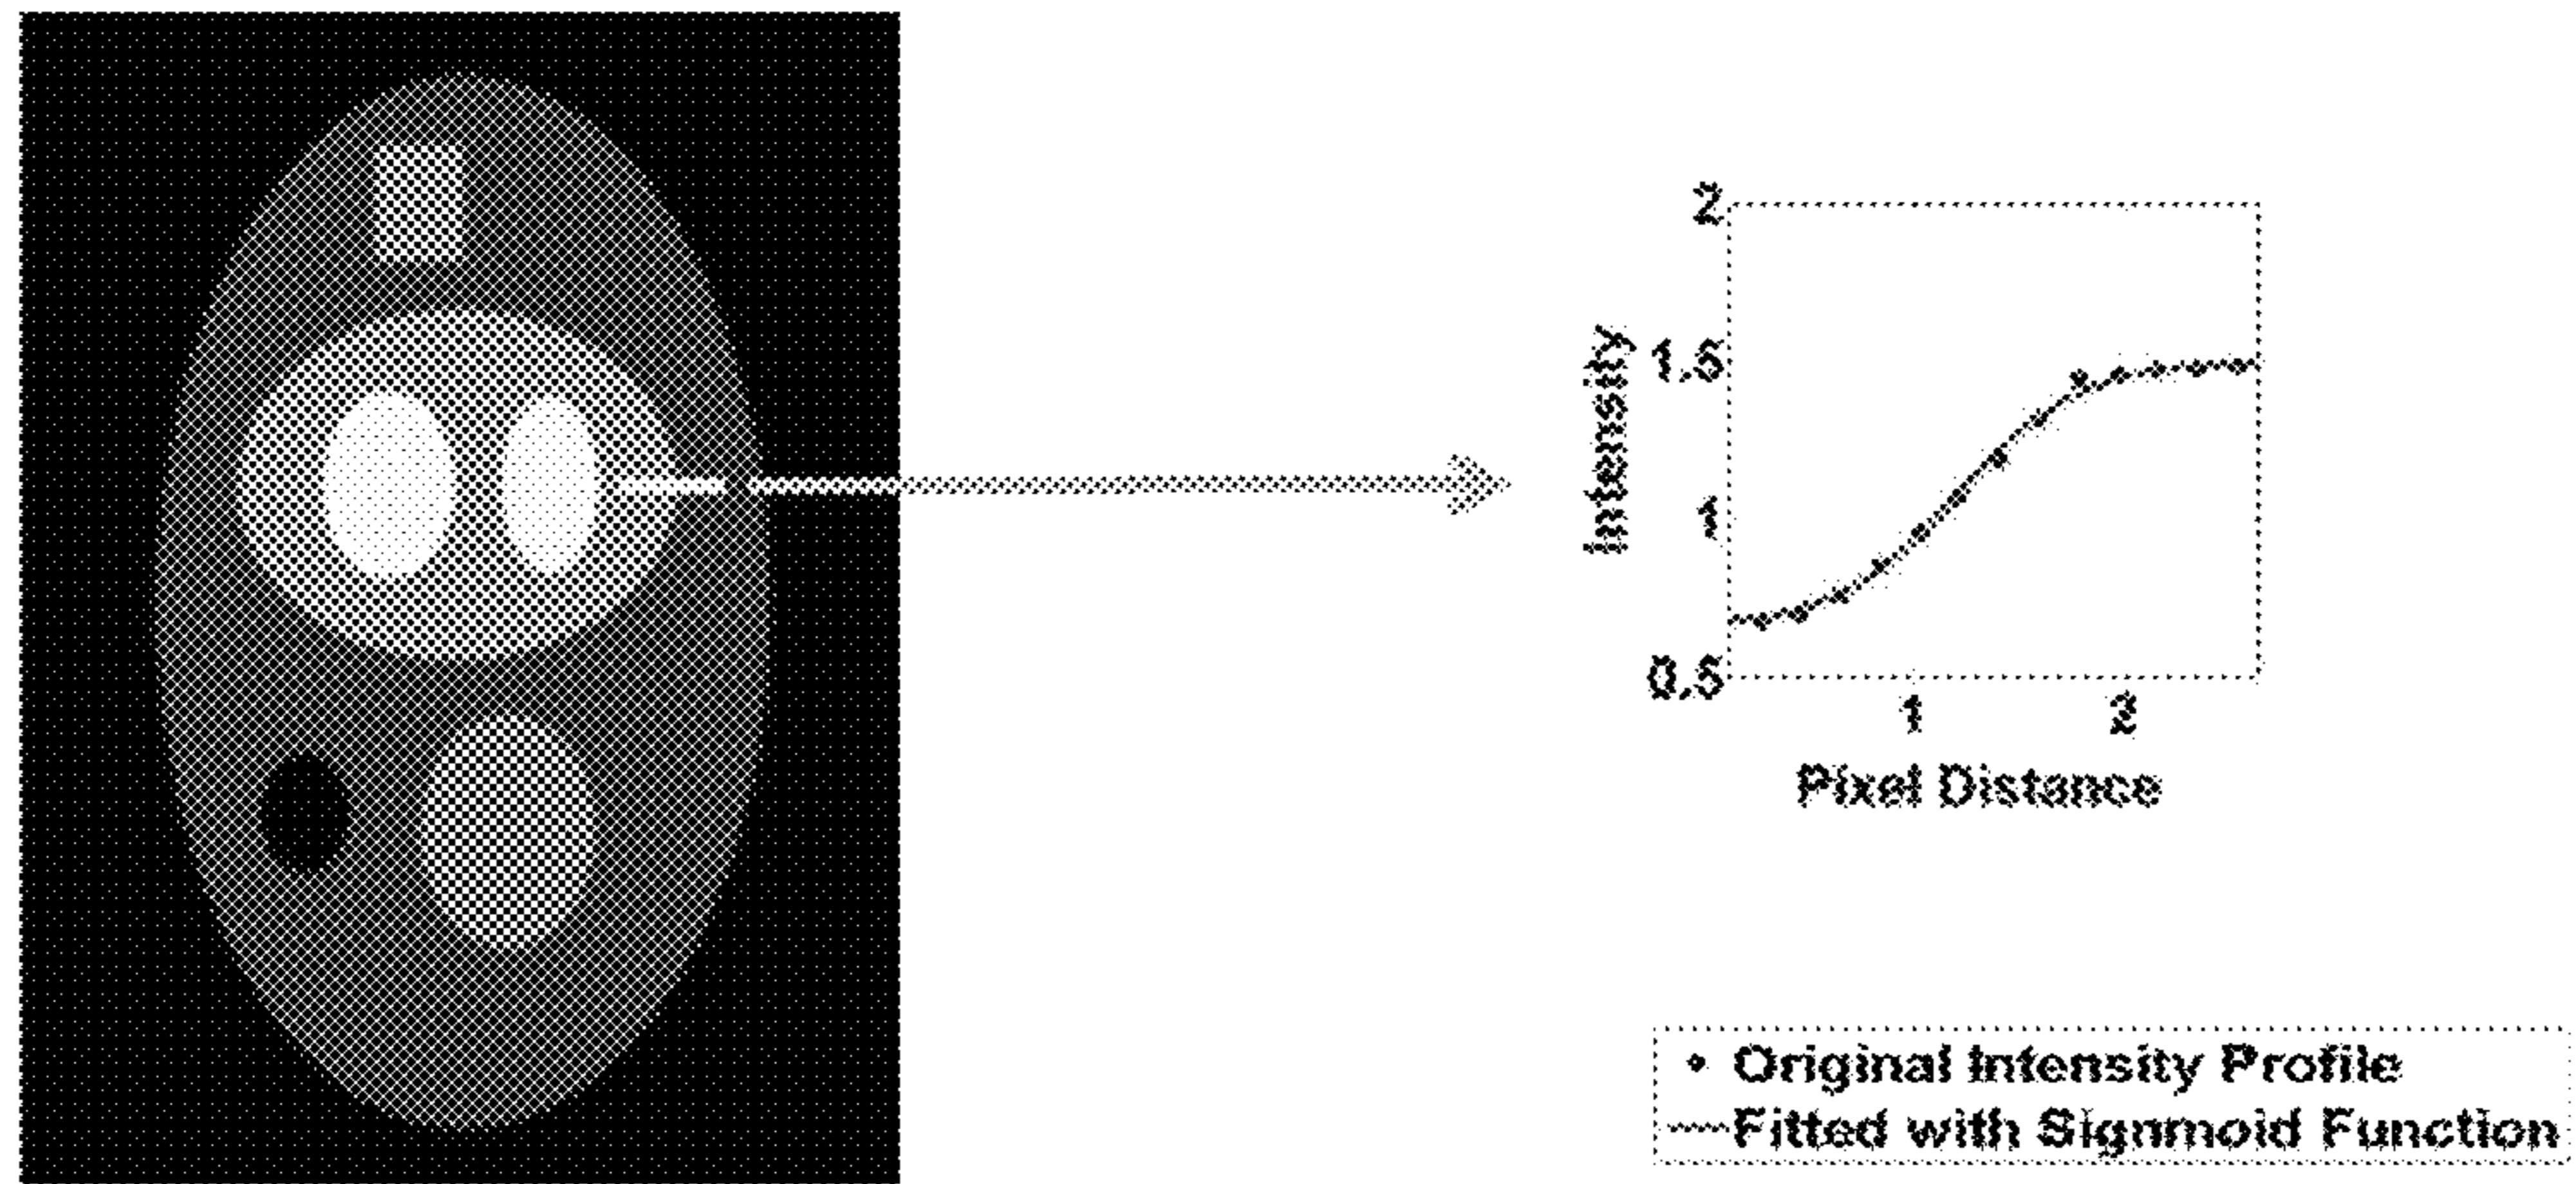 2
1.5
1
0.5
Intensity
1
2
Pixel Distance
Original Intensity Profile
Fitted with Signmoid Function